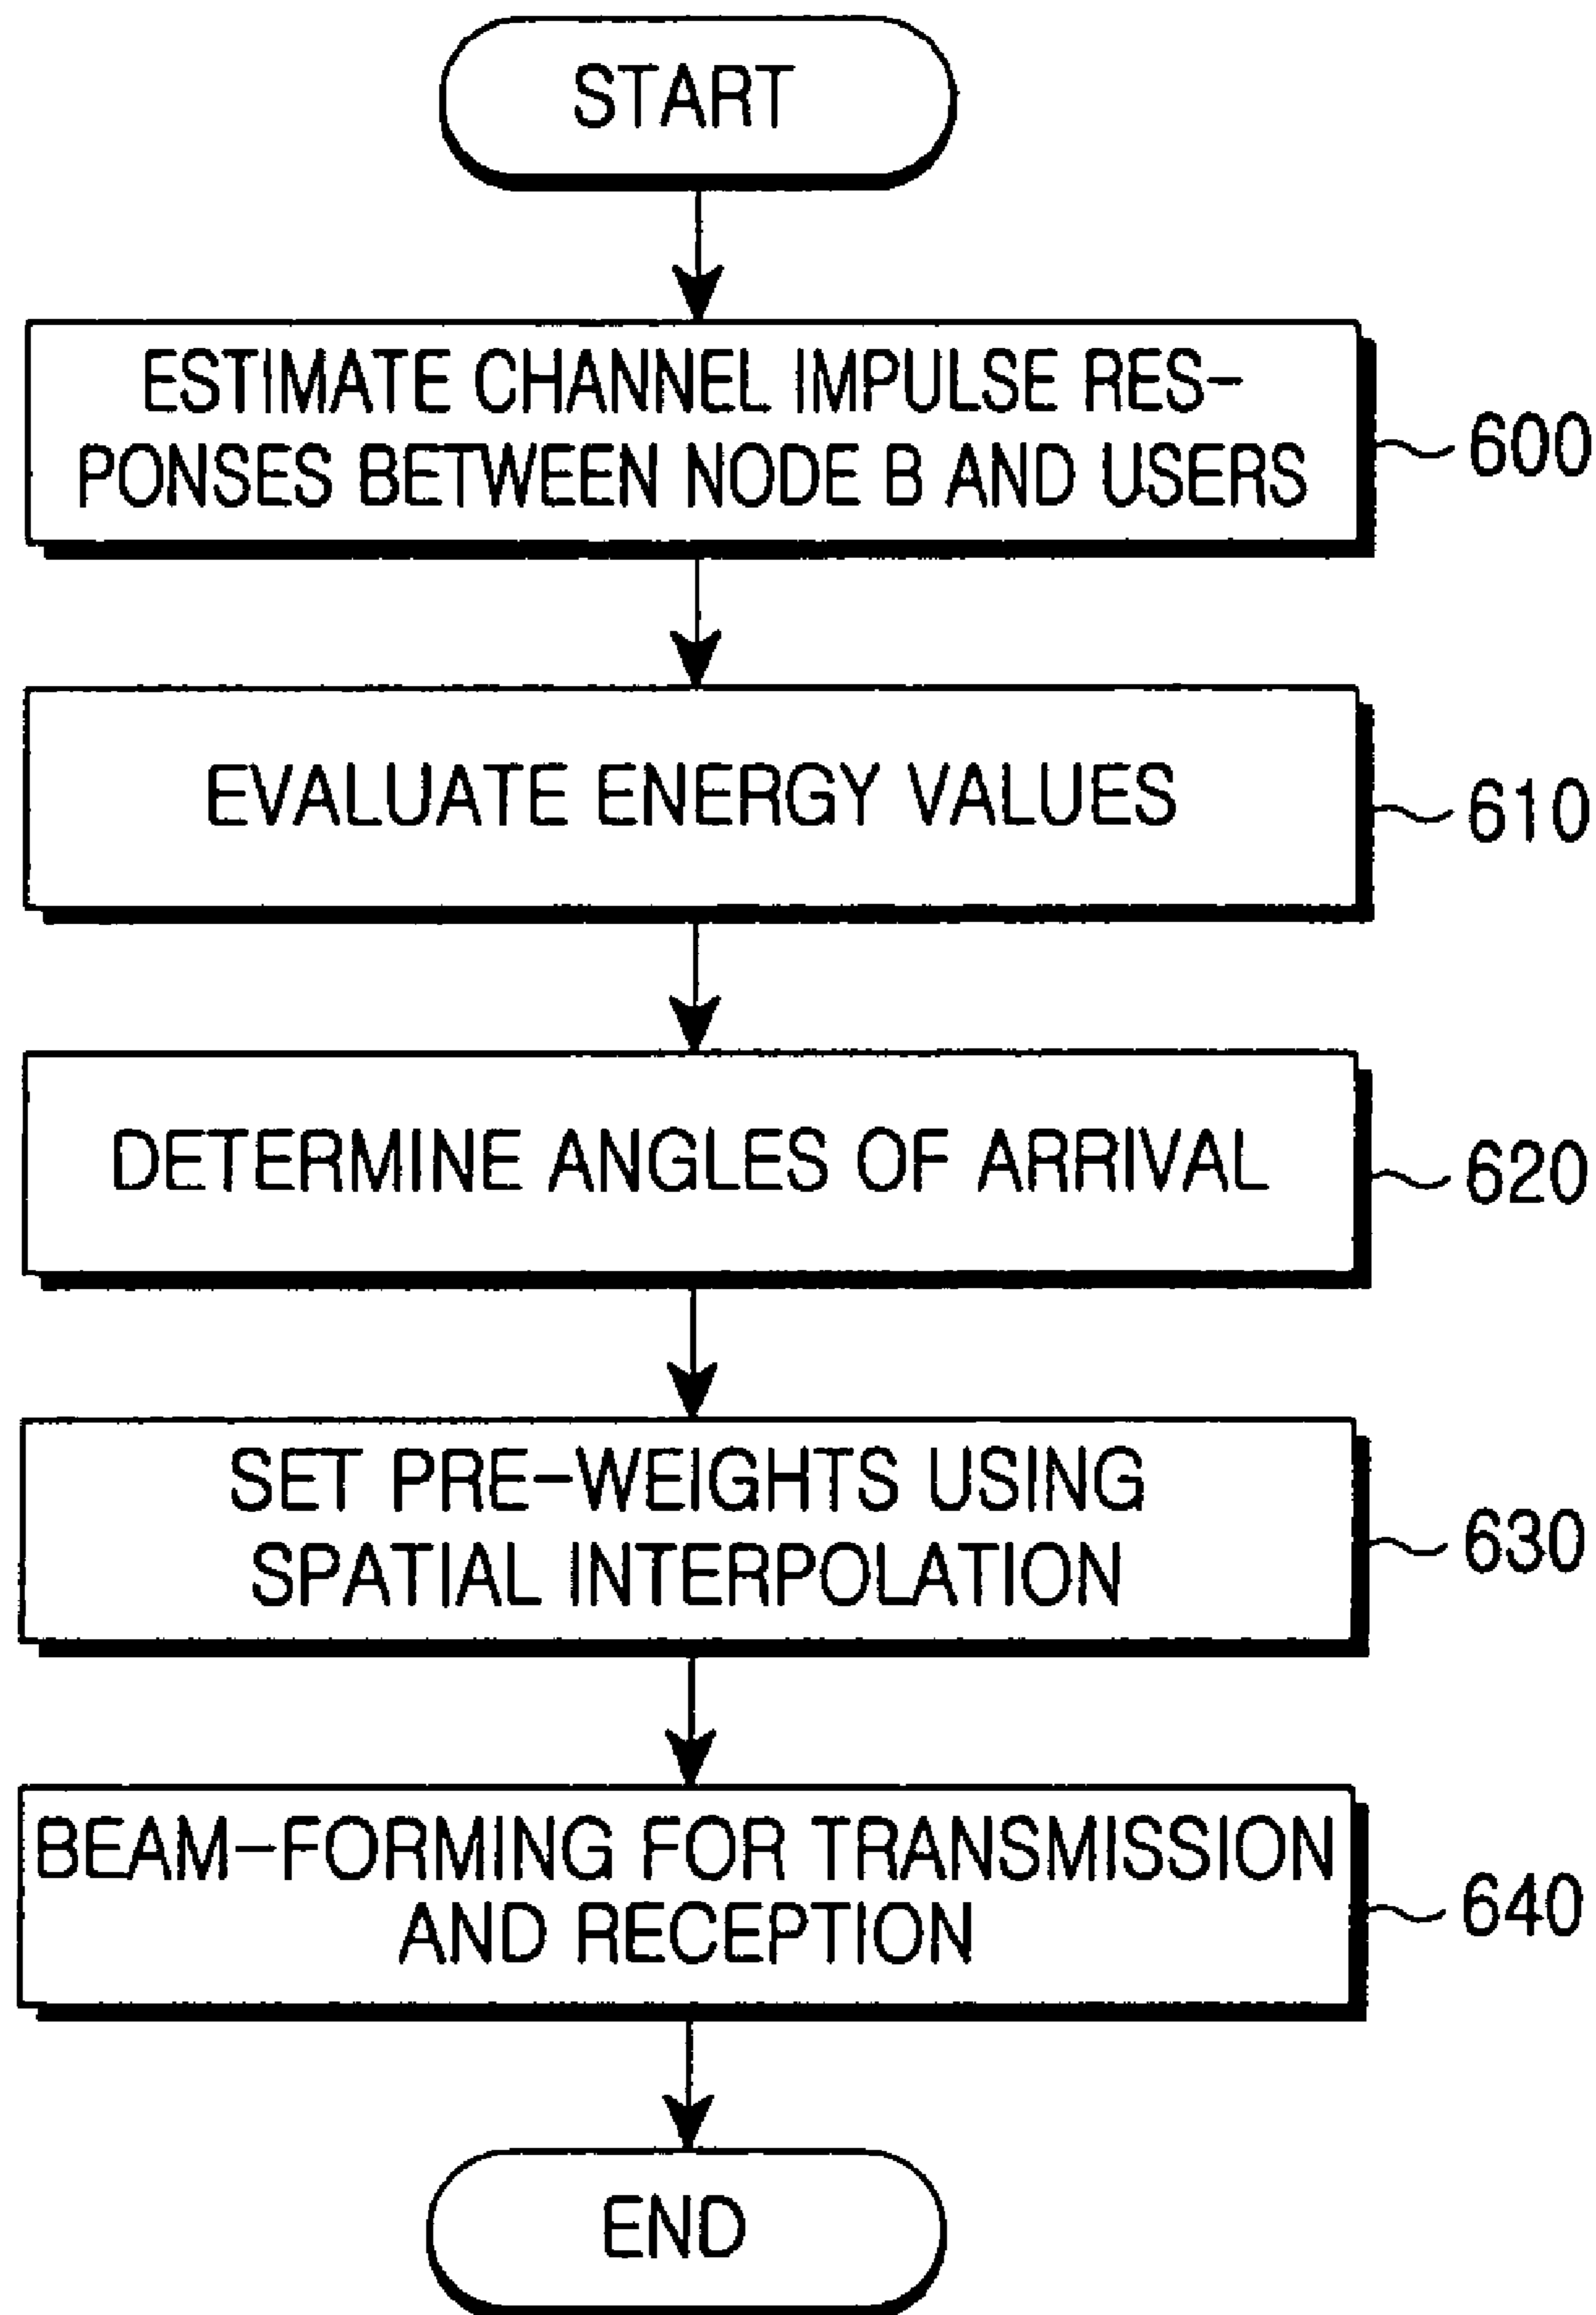 START
ESTIMATE CHANNEL IMPULSE RES-
PONSES BETWEEN NODE B AND USERS
600
EVALUATE ENERGY VALUES
610
DETERMINE ANGLES OF ARRIVAL
620
SET PRE-WEIGHTS USING
SPATIAL INTERPOLATION
630
BEAM-FORMING FOR TRANSMISSION
AND RECEPTION
640
END